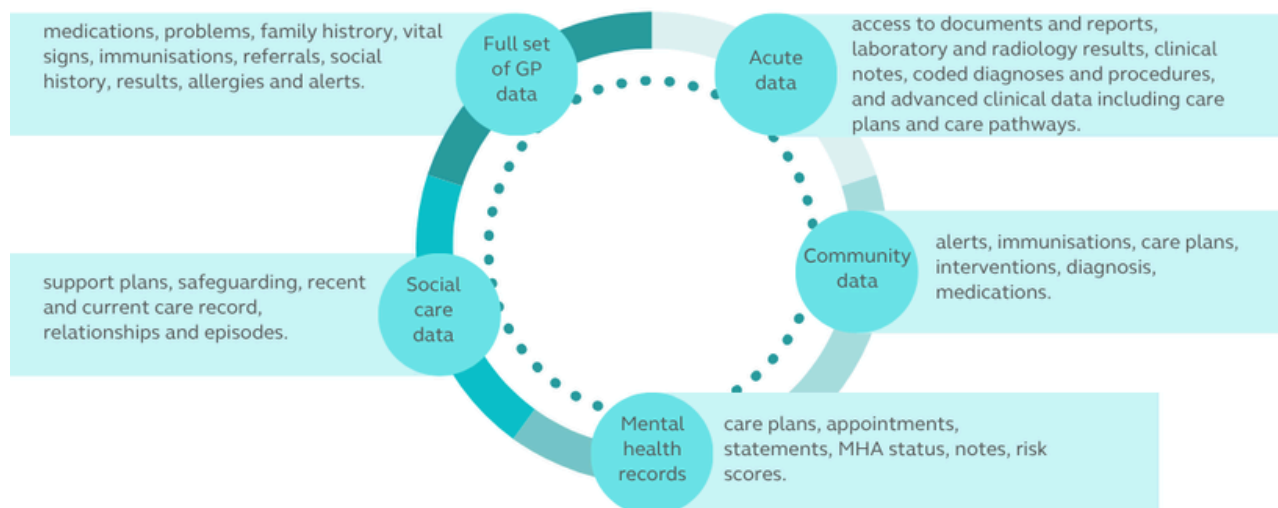 medications, problems, family histrory, vital
signs, immunisations, referrals, social
history, results, allergies and alerts.
Full set
of GP
data
Acute
data
access to documents and reports,
laboratory and radiology results, clinical
notes, coded diagnoses and procedures,
and advanced clinical data including care
plans and care pathways.
Community
data
alerts, immunisations, care plans,
interventions, diagnosis,
medications.
support plans, safeguarding, recent
and current care record,
relationships and episodes.
Social
care
data
Mental
health
records
care plans, appointments,
statements, MHA status, notes, risk
scores.